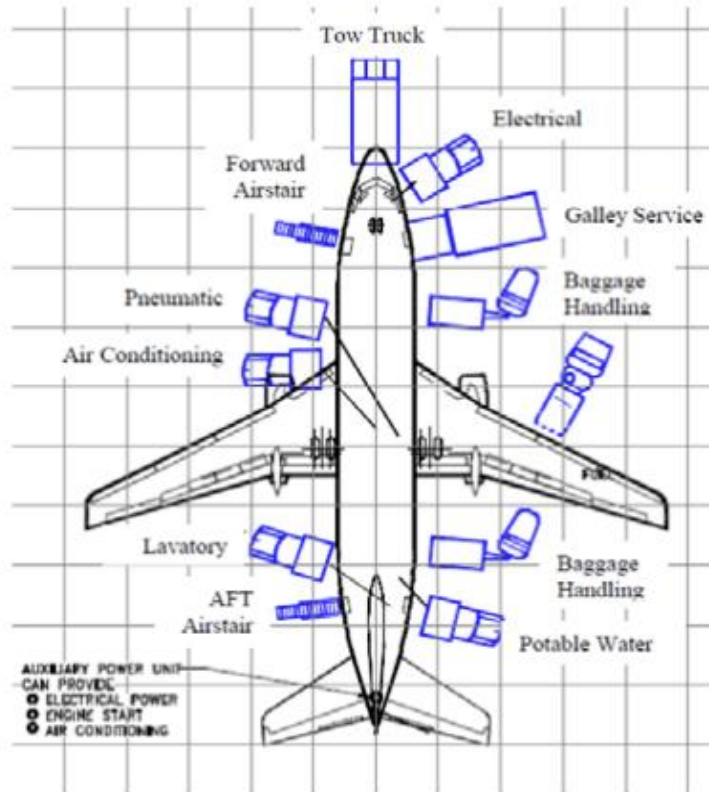 Tow Truck
Electrical
Forward
Airstair
Galley Service
Pneumatic
Baggage
Handling
Air Conditioning
FUEL
Lavatory
Baggage
Handling
AFT
Airstair
Potable Water
AUXILIARY POWER UNIT
CAN PROVIDE
ELECTRICAL POWER
ENGINE START
AIR CONDITIONING